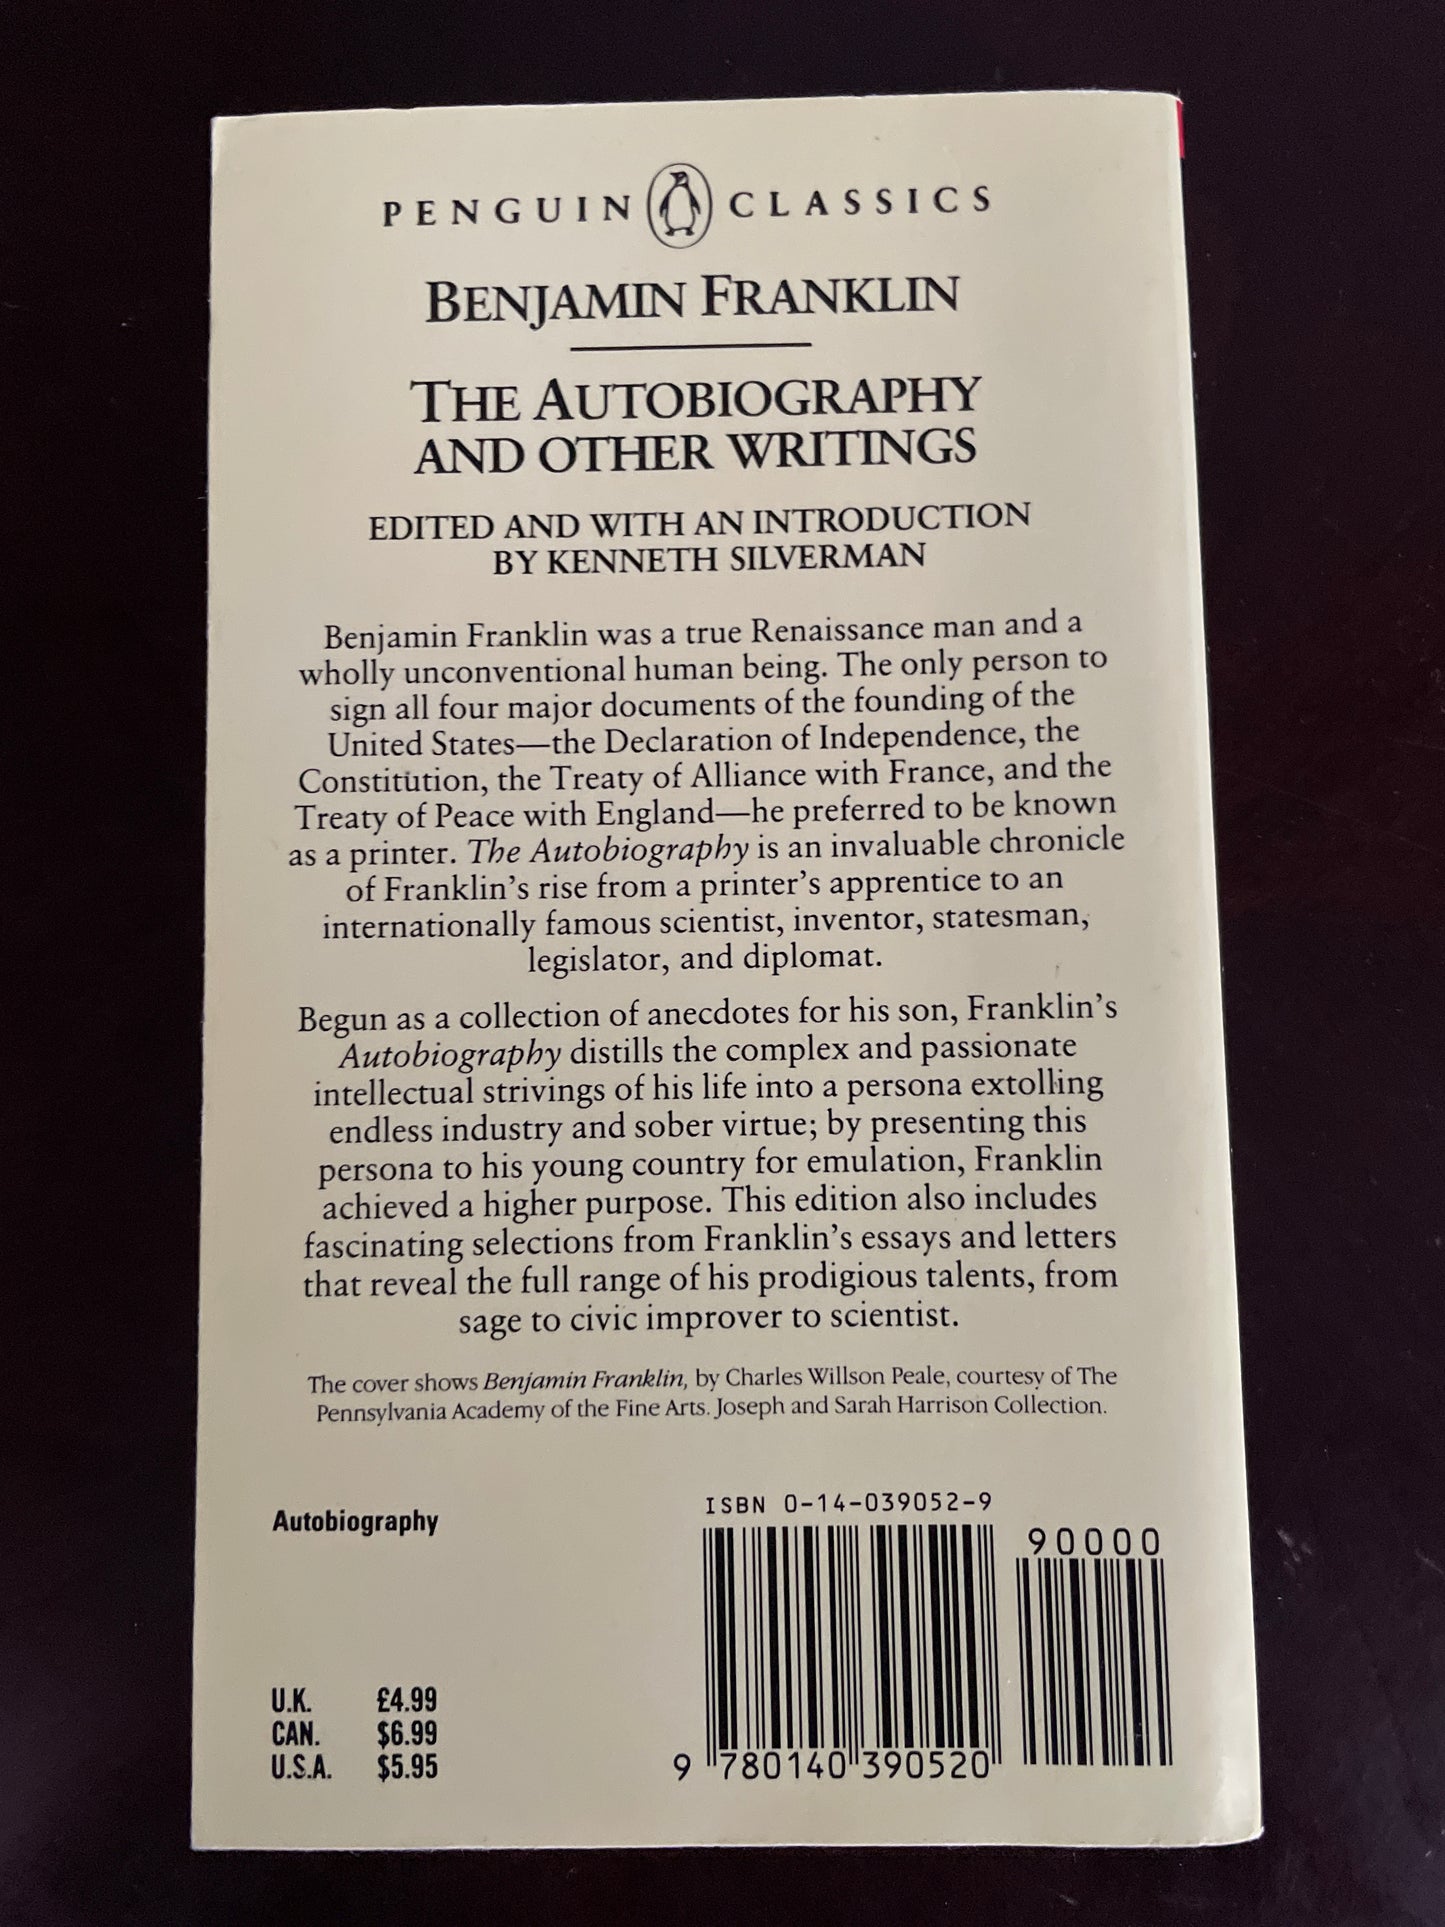 PENGUIN CLASSICS
BENJAMIN FRANKLIN
THE AUTOBIOGRAPHY
AND OTHER WRITINGS
EDITED AND WITH AN INTRODUCTION
BY KENNETH SILVERMAN
Benjamin Franklin was a true Renaissance man and a
wholly unconventional human being. The only person to
sign all four major documents of the founding of the
United States—the Declaration of Independence, the
Constitution, the Treaty of Alliance with France, and the
Treaty of Peace with England—he preferred to be known
as a printer. The Autobiography is an invaluable chronicle
of Franklin's rise from a printer's apprentice to an
internationally famous scientist, inventor, statesman,
legislator, and diplomat.
Begun as a collection of anecdotes for his son, Franklin's
Autobiography distills the complex and passionate
intellectual strivings of his life into a persona extolling
endless industry and sober virtue; by presenting this
persona to his young country for emulation, Franklin
achieved a higher purpose. This edition also includes
fascinating selections from Franklin's essays and letters
that reveal the full range of his prodigious talents, from
sage to civic improver to scientist.
The cover shows Benjamin Franklin, by Charles Willson Peale, courtesy of The
Pennsylvania Academy of the Fine Arts. Joseph and Sarah Harrison Collection.
Autobiography
ISBN 0-14-039052-9
90000
U.K. £4.99
CAN. $6.99
U.S.A. $5.95
9 780140 390520